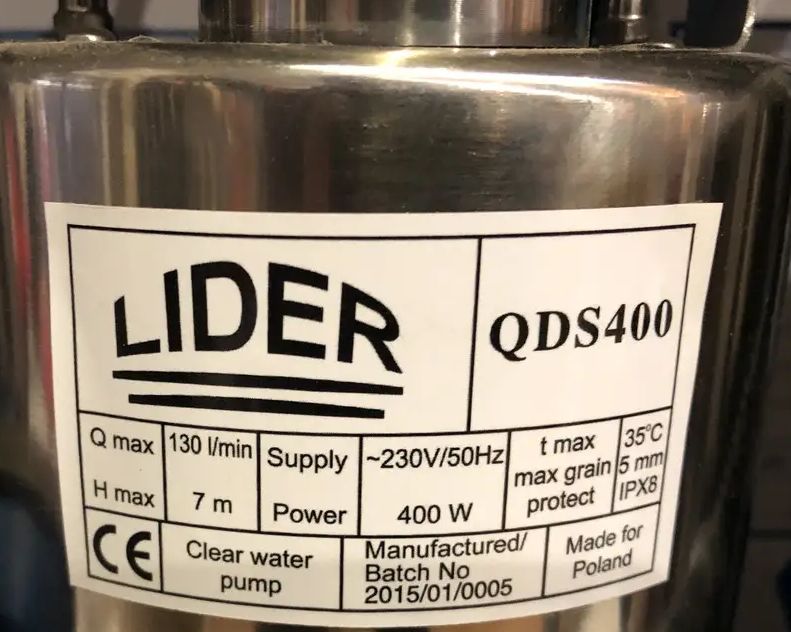 LIDER
QDS400
Q max 130 l/min
H max 7 m
Supply ~230V/50Hz
Power 400 W
t max 35°C
max grain 5 mm
protect IPX8
CE
Clear water
pump
Manufactured/
Batch No
2015/01/0005
Made for
Poland